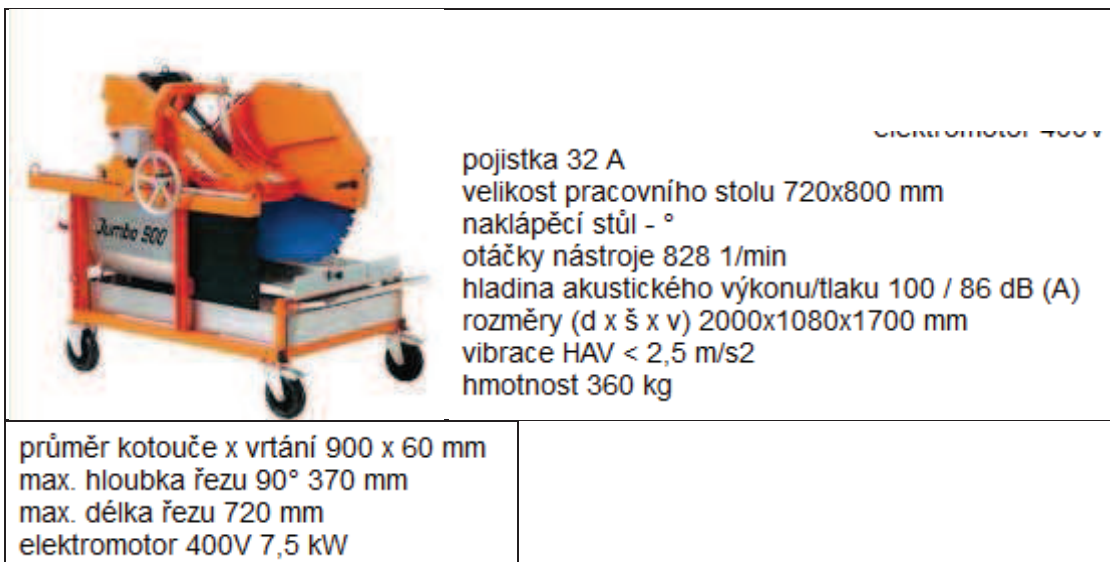 elektromotor 400V
Jumbo 900
pojistka 32 A
velikost pracovního stolu 720x800 mm
naklápěcí stůl - °
otáčky nástroje 828 1/min
hladina akustického výkonu/tlaku 100 / 86 dB (A)
rozměry (d x š x v) 2000x1080x1700 mm
vibrace HAV < 2,5 m/s2
hmotnost 360 kg
průměr kotouče x vrtání 900 x 60 mm
max. hloubka řezu 90° 370 mm
max. délka řezu 720 mm
elektromotor 400V 7,5 kW